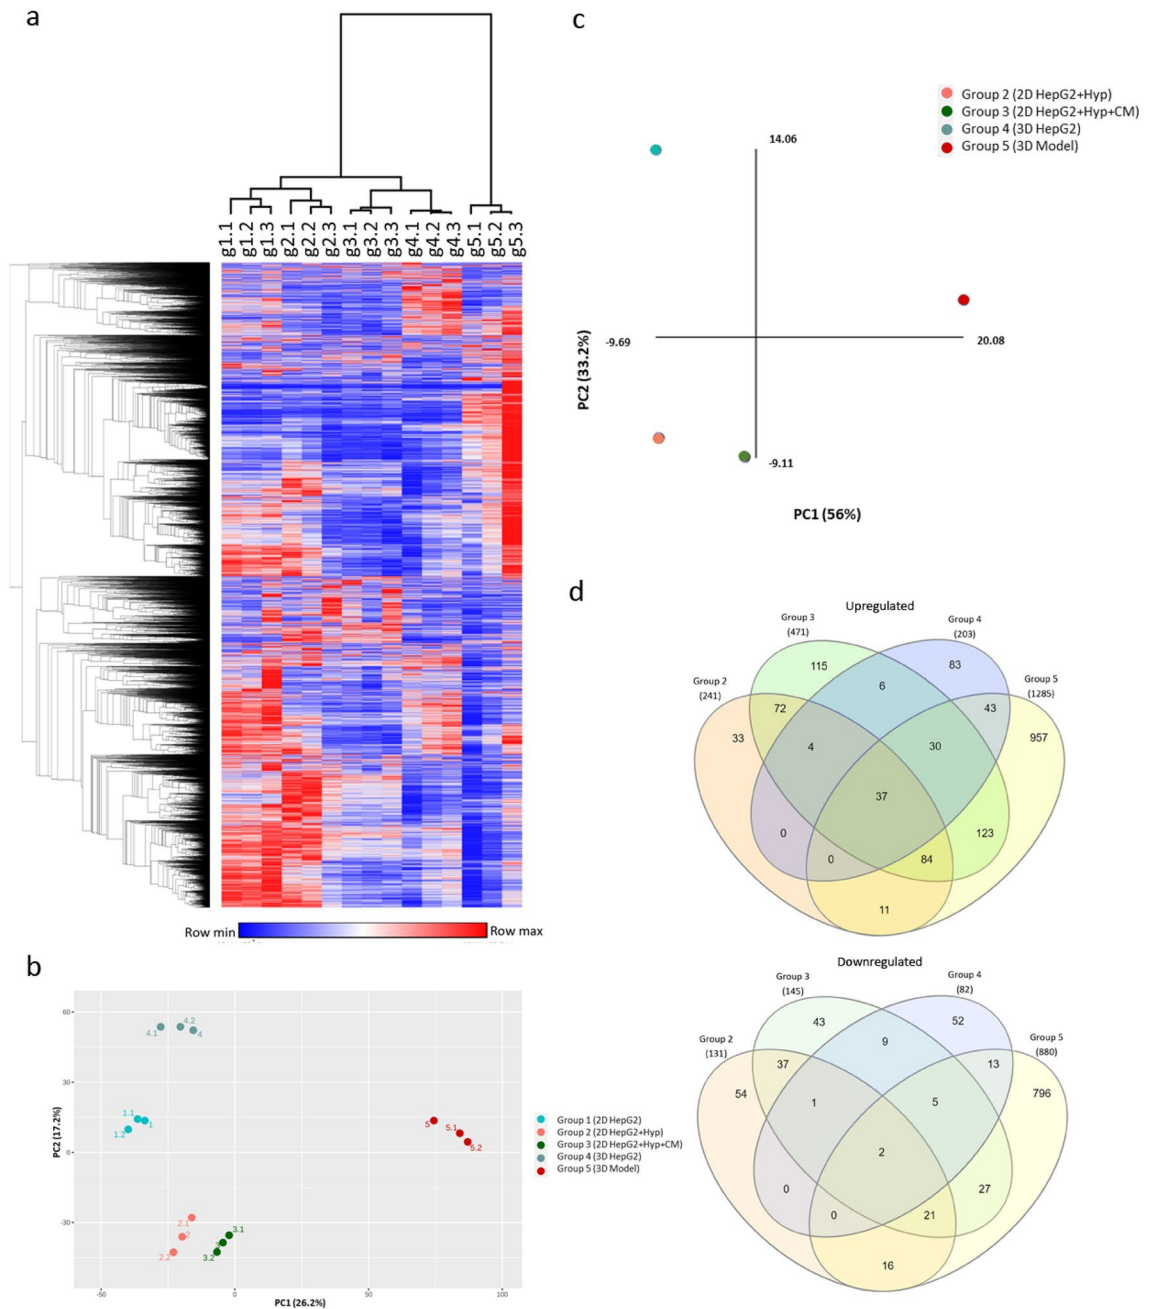 a
g1.1
g1.2
g1.3
g2.1
g2.2
g2.3
g3.1
g3.2
g3.3
g4.1
g4.2
g4.3
g5.1
g5.2
g5.3
Row min
Row max
b
60
30
0
-30
-50
0
50
100
PC2 (17.2%)
PC1 (26.2%)
4.1
4.2
4
1.1
1
1.2
5
5.1
5.2
2.1
2
2.2
3.1
3
3.2
Group 1 (2D HepG2)
Group 2 (2D HepG2+Hyp)
Group 3 (2D HepG2+Hyp+CM)
Group 4 (3D HepG2)
Group 5 (3D Model)
c
Group 2 (2D HepG2+Hyp)
Group 3 (2D HepG2+Hyp+CM)
Group 4 (3D HepG2)
Group 5 (3D Model)
14.06
-9.69
20.08
-9.11
PC2 (33.2%)
PC1 (56%)
d
Upregulated
Group 3
(471)
Group 4
(203)
Group 2
(241)
Group 5
(1285)
115
83
6
72
43
33
4
30
957
37
0
0
84
123
11
Downregulated
Group 3
(145)
Group 4
(82)
Group 2
(131)
Group 5
(880)
43
52
9
37
13
54
1
5
796
2
0
0
21
27
16